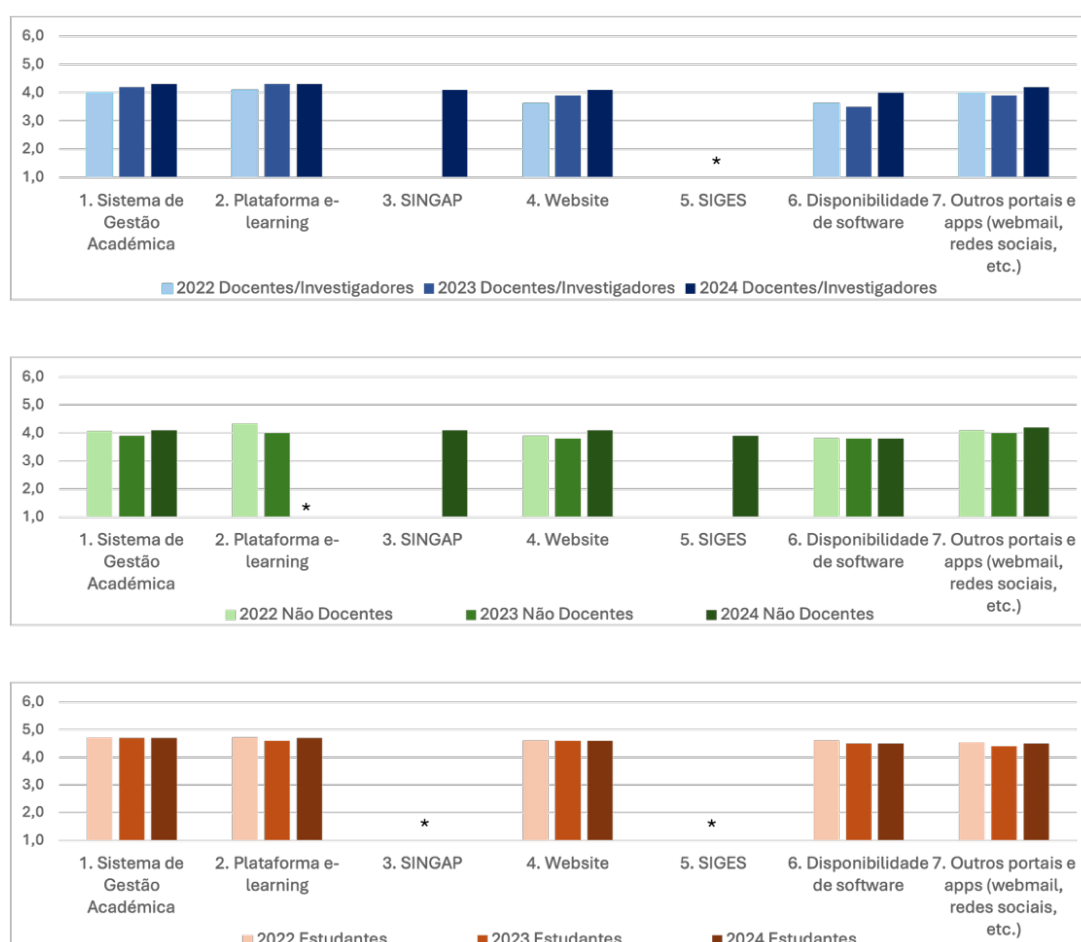 6,0
5,0
4,0
3,0
2,0
1,0
*
1. Sistema de 2. Plataforma e- 3. SINGAP 4. Website 5. SIGES 6. Disponibilidade 7. Outros portais e
Gestão learning de software apps (webmail,
Académica redes sociais,
etc.)
2022 Docentes/Investigadores 2023 Docentes/Investigadores 2024 Docentes/Investigadores
6,0
5,0
4,0
3,0
2,0
1,0
*
1. Sistema de 2. Plataforma e- 3. SINGAP 4. Website 5. SIGES 6. Disponibilidade 7. Outros portais e
Gestão learning de software apps (webmail,
Académica redes sociais,
etc.)
2022 Não Docentes 2023 Não Docentes 2024 Não Docentes
6,0
5,0
4,0
3,0
2,0
1,0
* *
1. Sistema de 2. Plataforma e- 3. SINGAP 4. Website 5. SIGES 6. Disponibilidade 7. Outros portais e
Gestão learning de software apps (webmail,
Académica redes sociais,
etc.)
2022 Estudantes 2023 Estudantes 2024 Estudantes